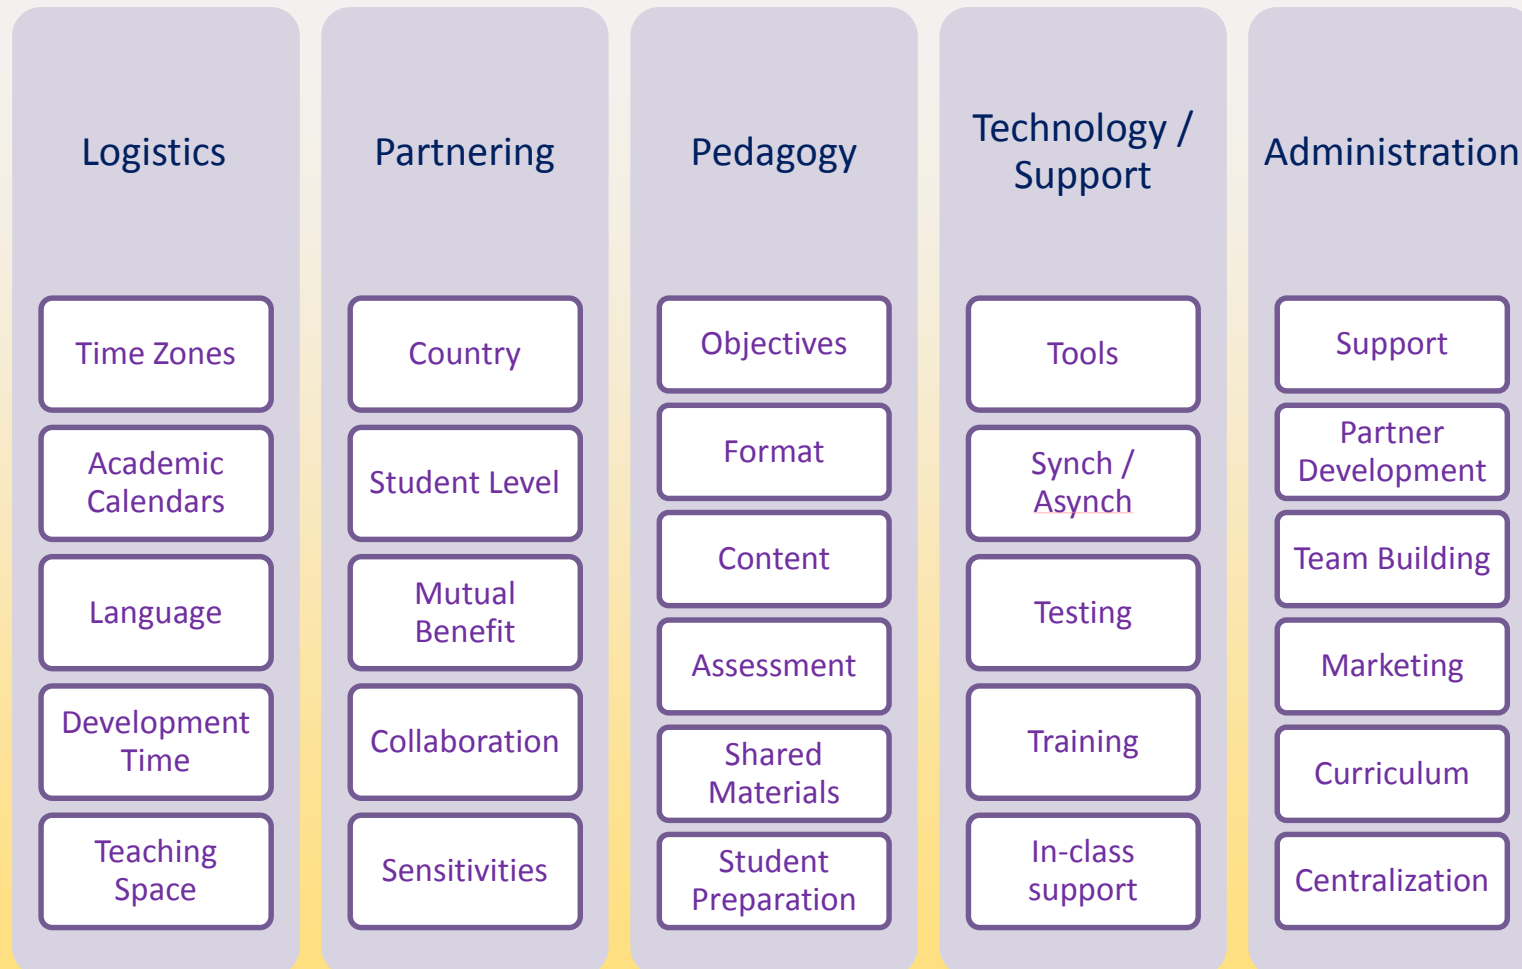 Logistics
Time Zones
Academic
Calendars
Language
Development
Time
Teaching
Space
Partnering
Country
Student Level
Mutual
Benefit
Collaboration
Sensitivities
Pedagogy
Objectives
Format
Content
Assessment
Shared
Materials
Student
Preparation
Technology /
Support
Tools
Synch /
Asynch
Testing
Training
In-class
support
Administration
Support
Partner
Development
Team Building
Marketing
Curriculum
Centralization